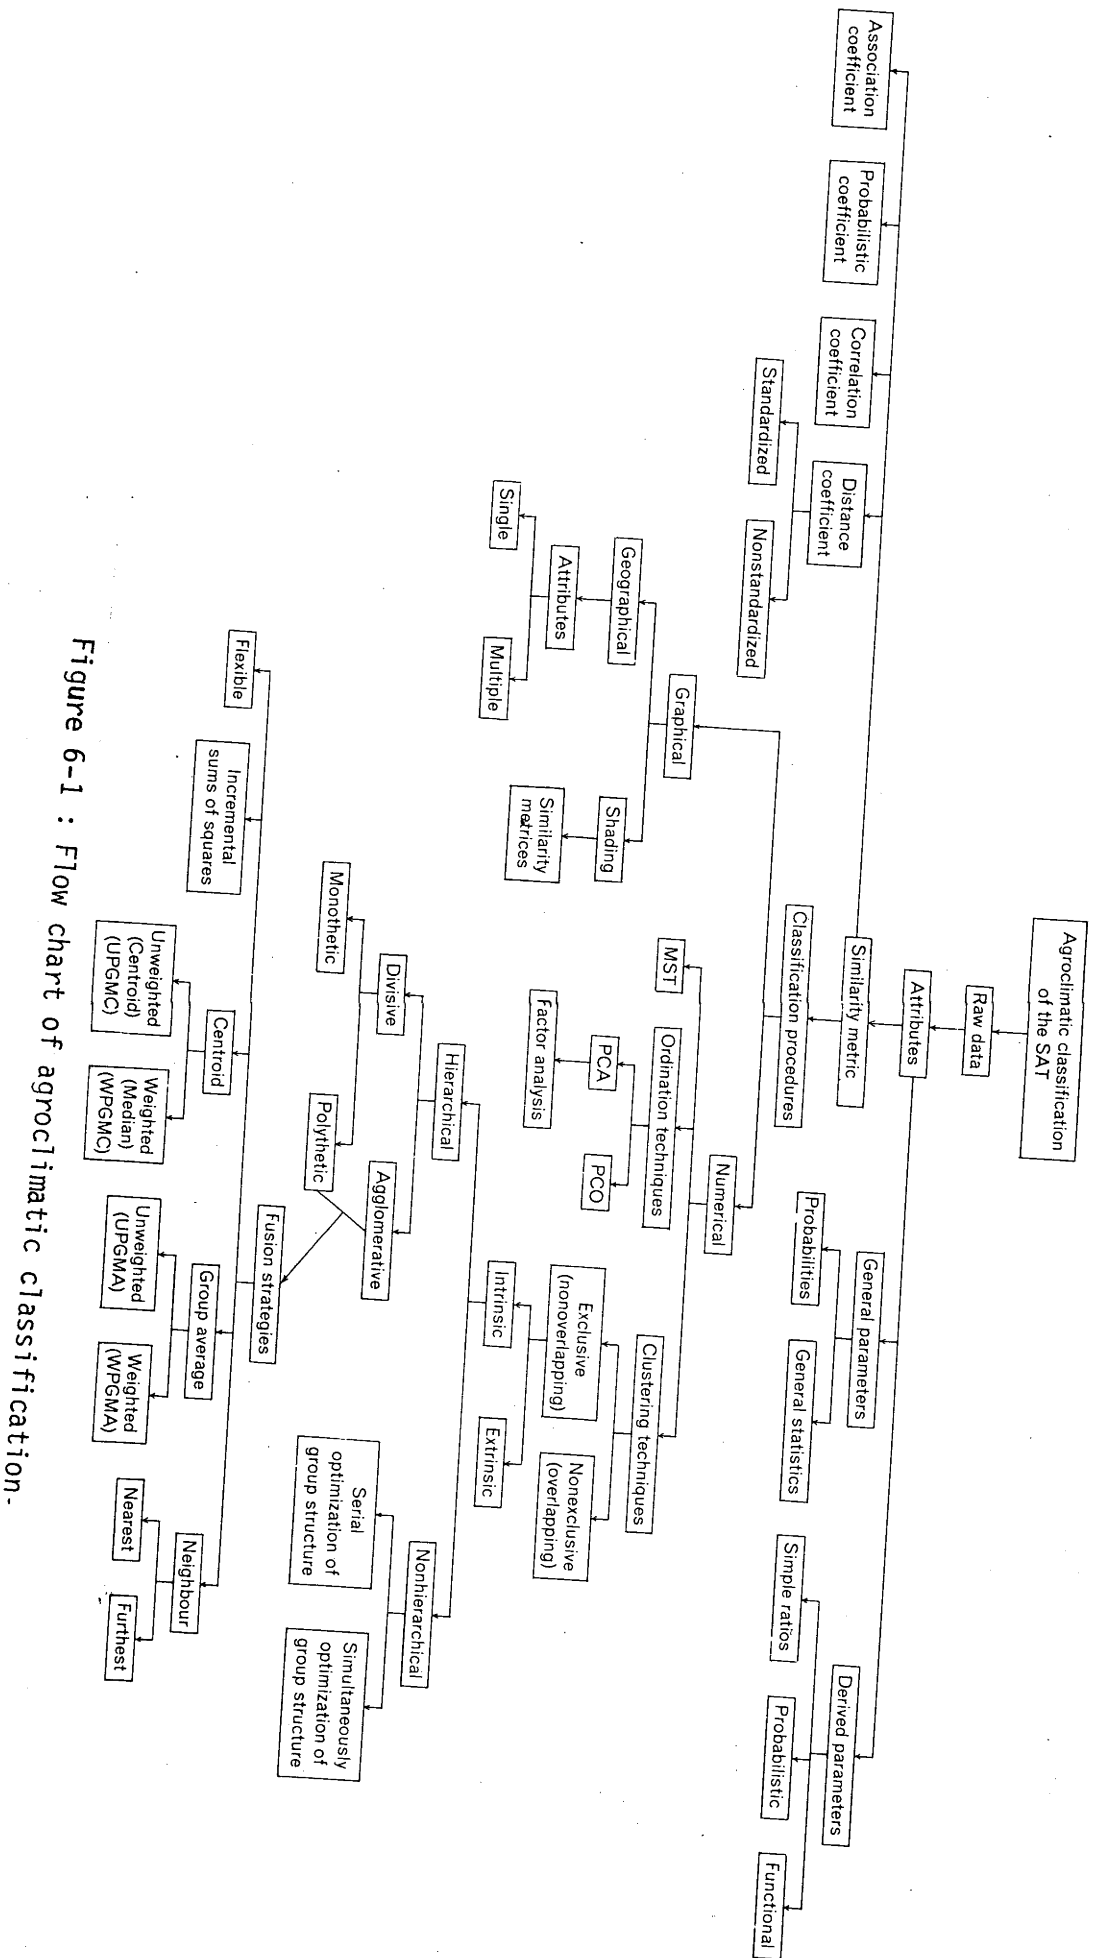 Agroclimatic classification
of the SAT
Raw data
Attributes
Similarity metric
Classification procedures
General parameters
Probabilities
General statistics
Derived parameters
Simple ratios
Probabilistic
Functional
Association
coefficient
Probabilistic
coefficient
Correlation
coefficient
Distance
coefficient
Standardized
Nonstandardized
Graphical
Geographical
Attributes
Single
Multiple
Shading
Similarity
metrices
Numerical
MST
Ordination techniques
PCA
Factor analysis
PCO
Clustering techniques
Exclusive
(nonoverlapping)
Nonexclusive
(overlapping)
Intrinsic
Extrinsic
Hierarchical
Divisive
Monothetic
Polythetic
Agglomerative
Nonhierarchical
Serial
optimization of
group structure
Simultaneously
optimization of
group structure
Fusion strategies
Flexible
Incremental
sums of squares
Centroid
Unweighted
(Centroid)
(UPGMC)
Weighted
(Median)
(WPGMC)
Group average
Unweighted
(UPGMA)
Weighted
(WPGMA)
Neighbour
Nearest
Furthest
Figure 6-1 : Flow chart of agroclimatic classification.